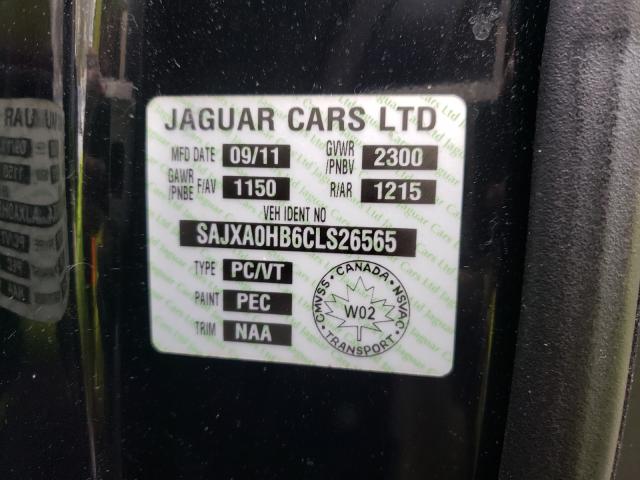 JAGUAR CARS LTD
MFD DATE 09/11 GVWR /PNBV 2300
GAWR /PNBE F/AV 1150 R/AR 1215
VEH IDENT NO
SAJXA0HB6CLS26565
TYPE PC/VT
PAINT PEC
TRIM NAA
CANADA
CMVSS NSVAC
W02
TRANSPORT